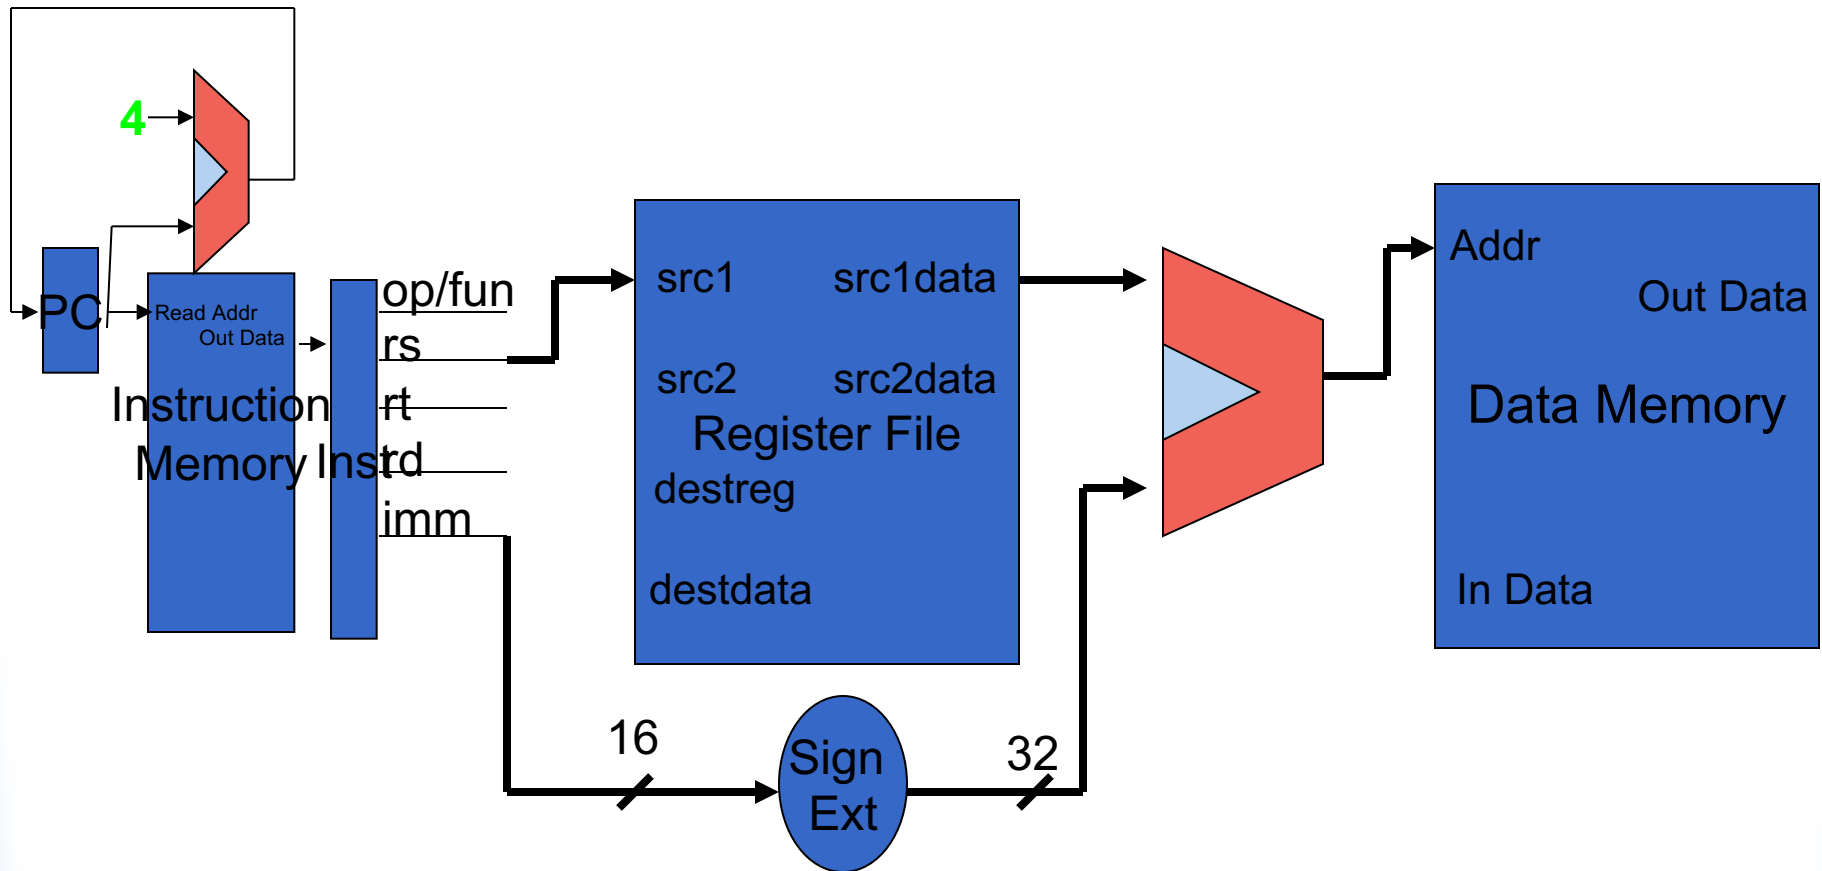 4
PC
Read Addr
Out Data
Instruction
Memory
Inst
op/fun
rs
rt
rd
imm
src1
src1data
src2
src2data
Register File
destreg
destdata
16
Sign
Ext
32
Addr
Out Data
Data Memory
In Data